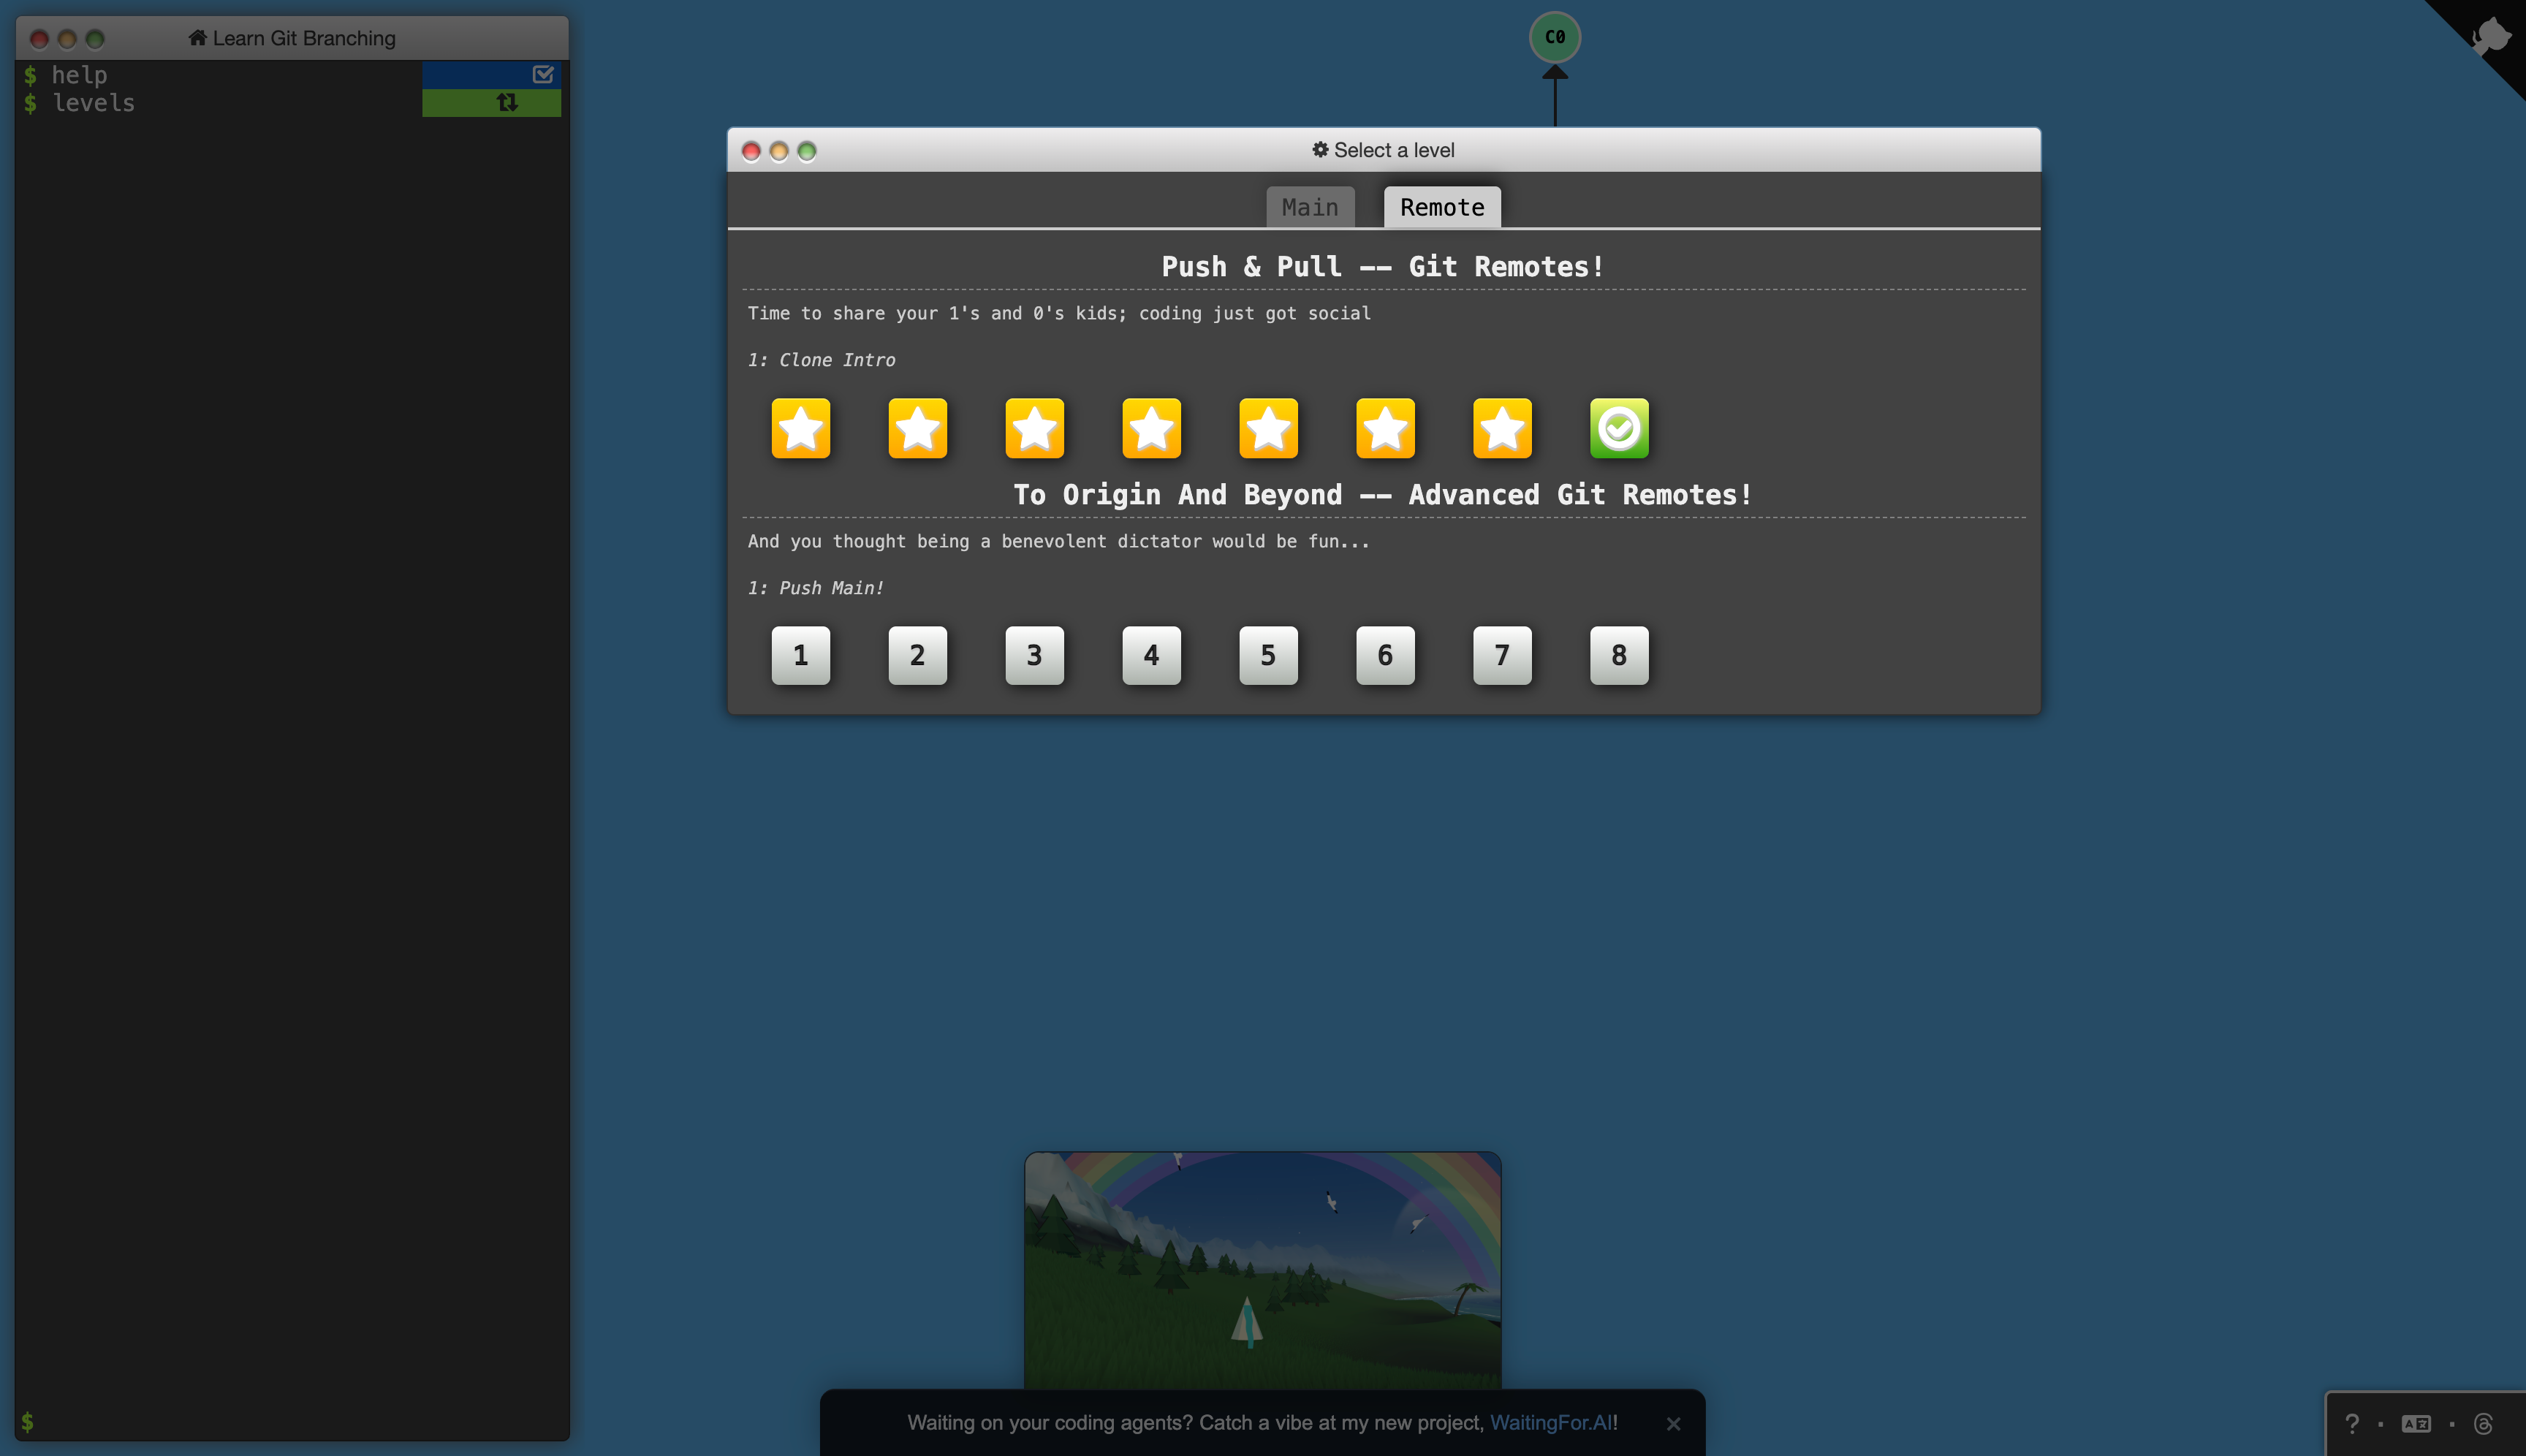 Learn Git Branching
$ help
$ levels
$
C0
Select a level
Main
Remote
Push & Pull -- Git Remotes!
Time to share your 1's and 0's kids; coding just got social
1: Clone Intro
To Origin And Beyond -- Advanced Git Remotes!
And you thought being a benevolent dictator would be fun...
1: Push Main!
1 2 3 4 5 6 7 8
Waiting on your coding agents? Catch a vibe at my new project, WaitingFor.AI! ×
? · A文 ·